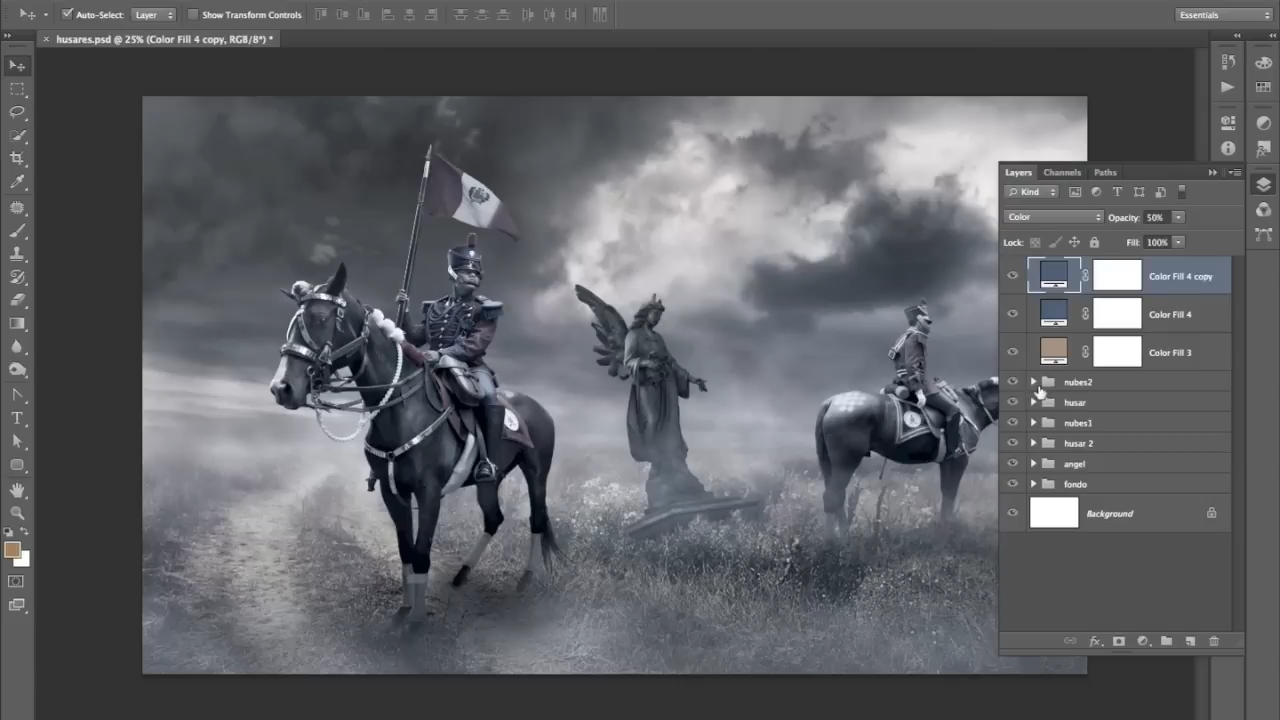 Auto-Select: Layer Show Transform Controls Essentials
husares.psd @ 25% (Color Fill 4 copy, RGB/8*) *
Layers Channels Paths
Kind
Color Opacity: 50%
Lock: Fill: 100%
Color Fill 4 copy
Color Fill 4
Color Fill 3
nubes2
husar
nubes1
husar 2
angel
fondo
Background